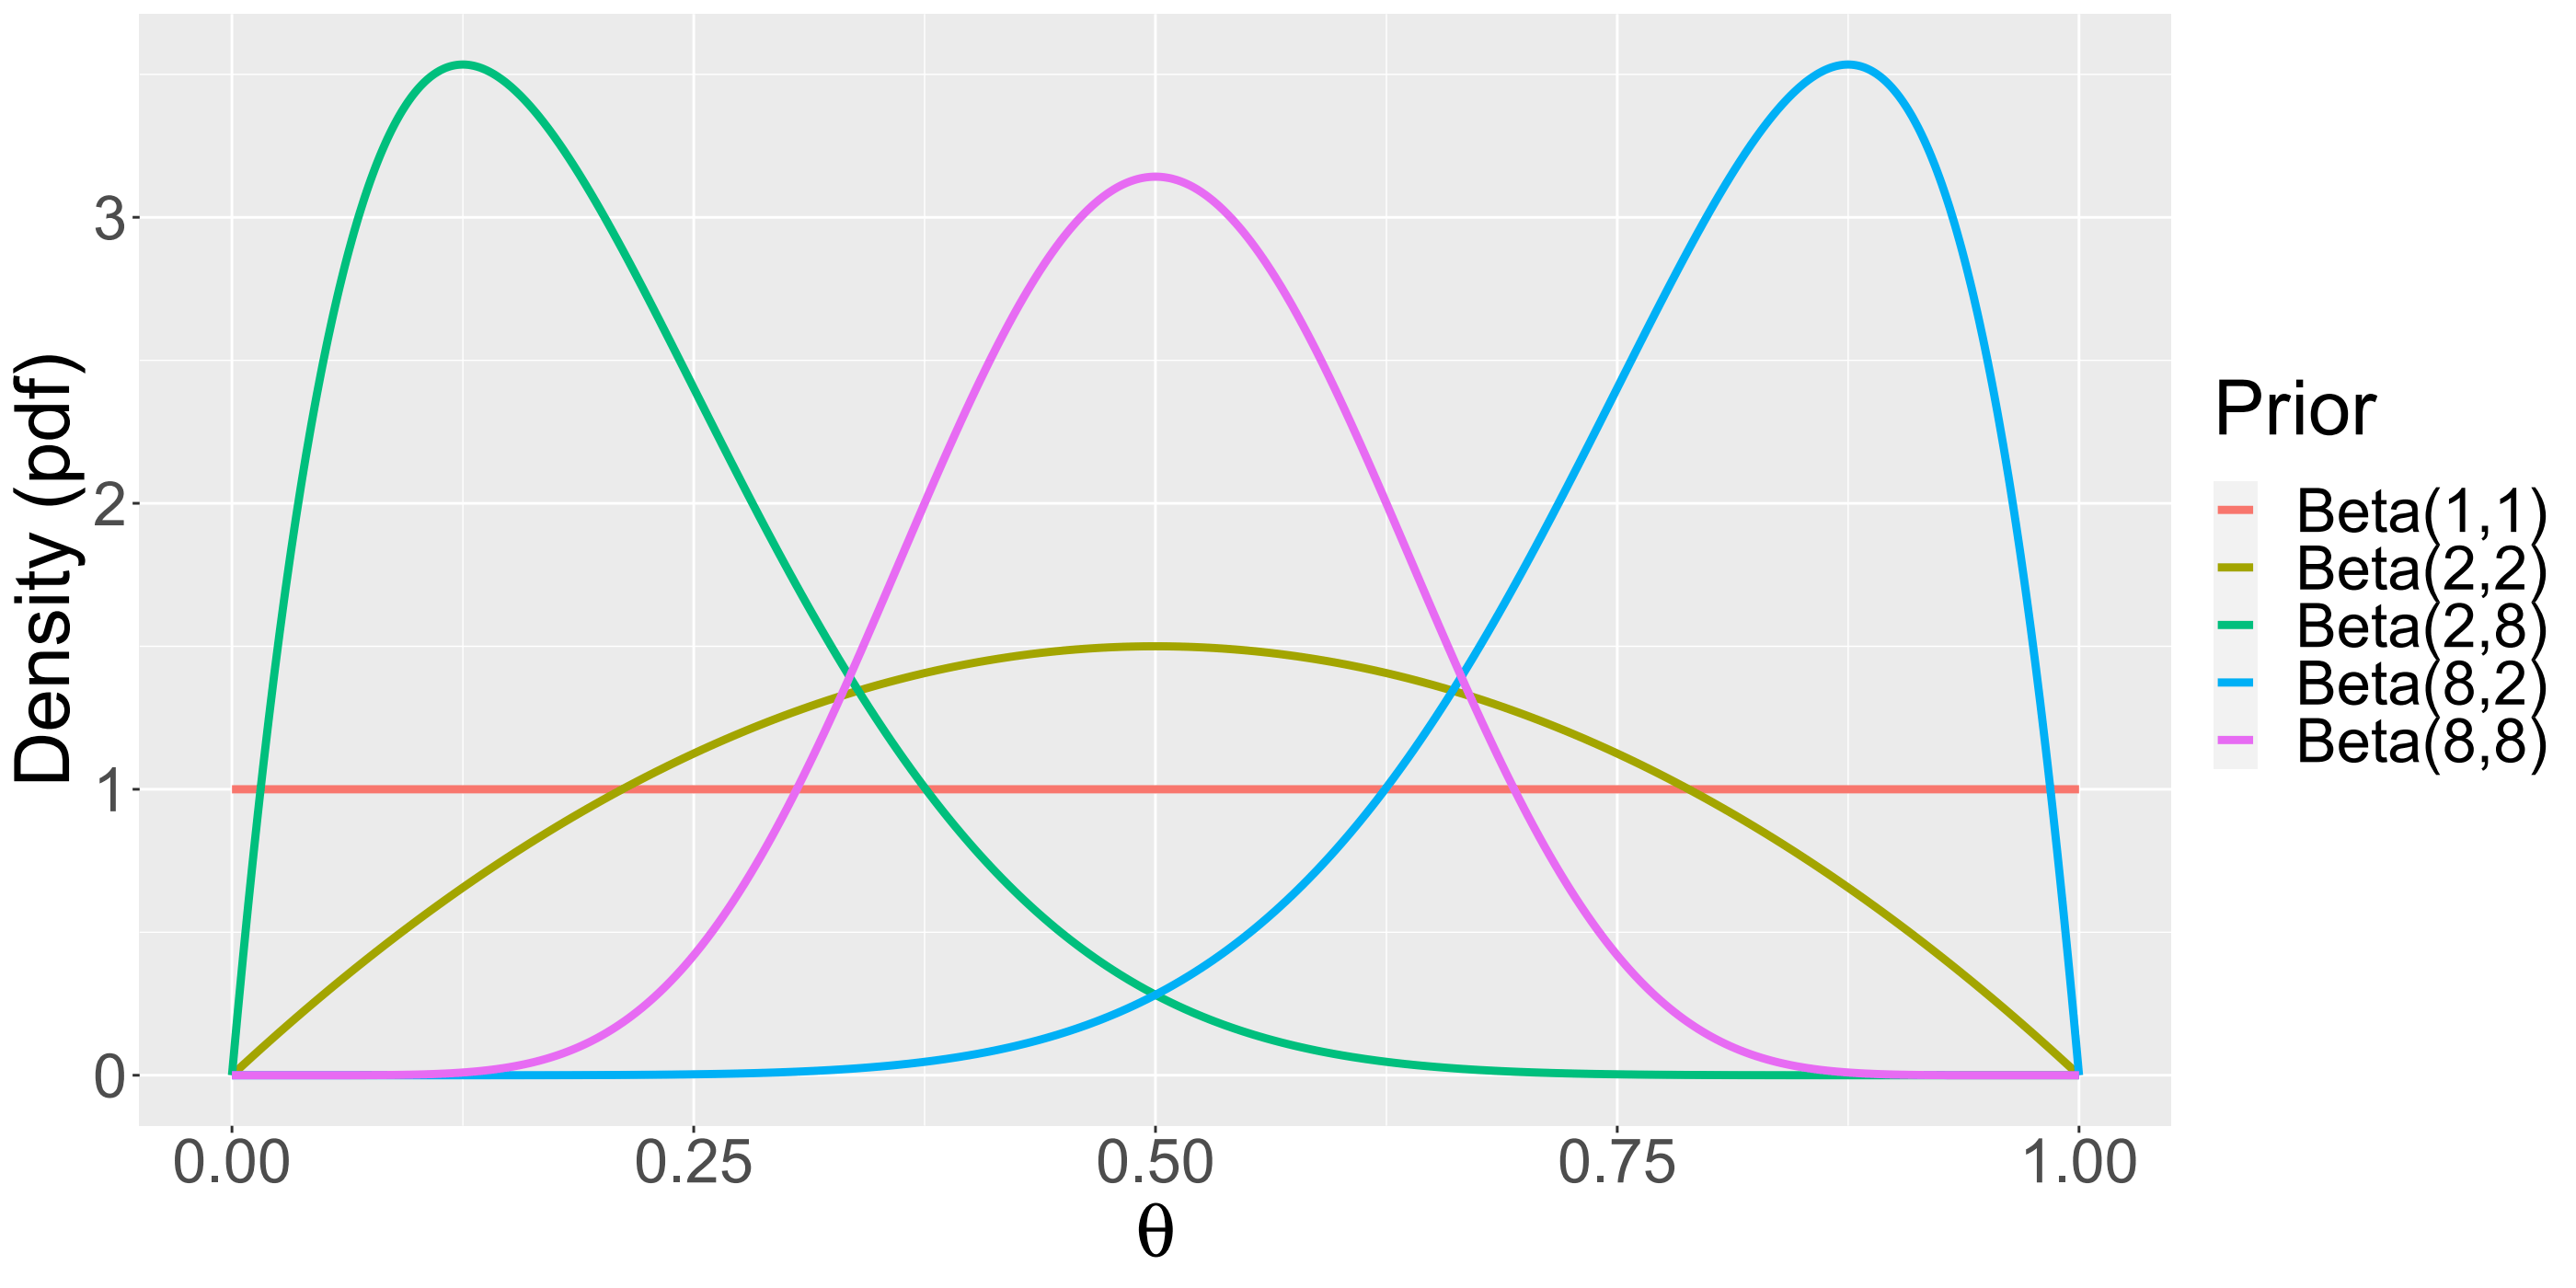 Density (pdf)
3
2
1
0
0.00 0.25 0.50 0.75 1.00
θ
Prior
Beta(1,1)
Beta(2,2)
Beta(2,8)
Beta(8,2)
Beta(8,8)